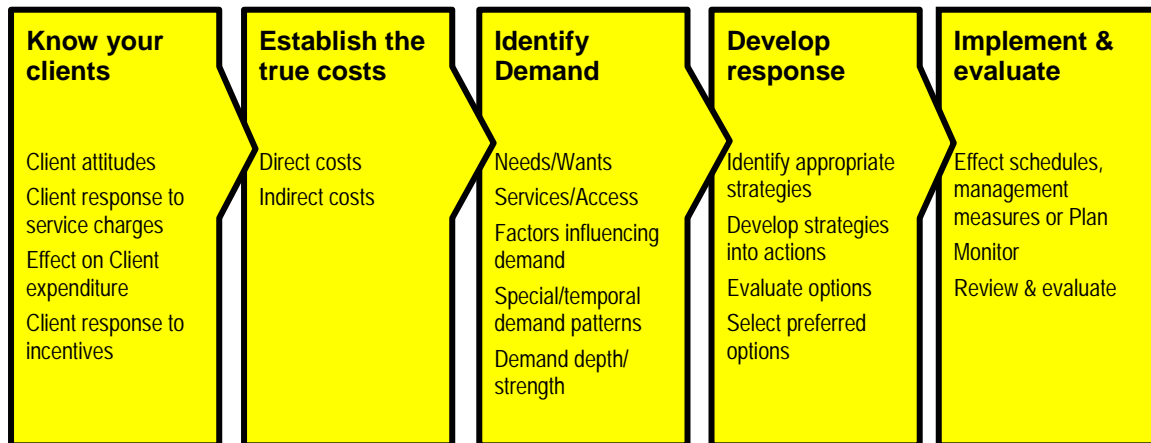 Know your
clients
Client attitudes
Client response to
service charges
Effect on Client
expenditure
Client response to
incentives
Establish the
true costs
Direct costs
Indirect costs
Identify
Demand
Needs/Wants
Services/Access
Factors influencing
demand
Special/temporal
demand patterns
Demand depth/
strength
Develop
response
Identify appropriate
strategies
Develop strategies
into actions
Evaluate options
Select preferred
options
Implement &
evaluate
Effect schedules,
management
measures or Plan
Monitor
Review & evaluate